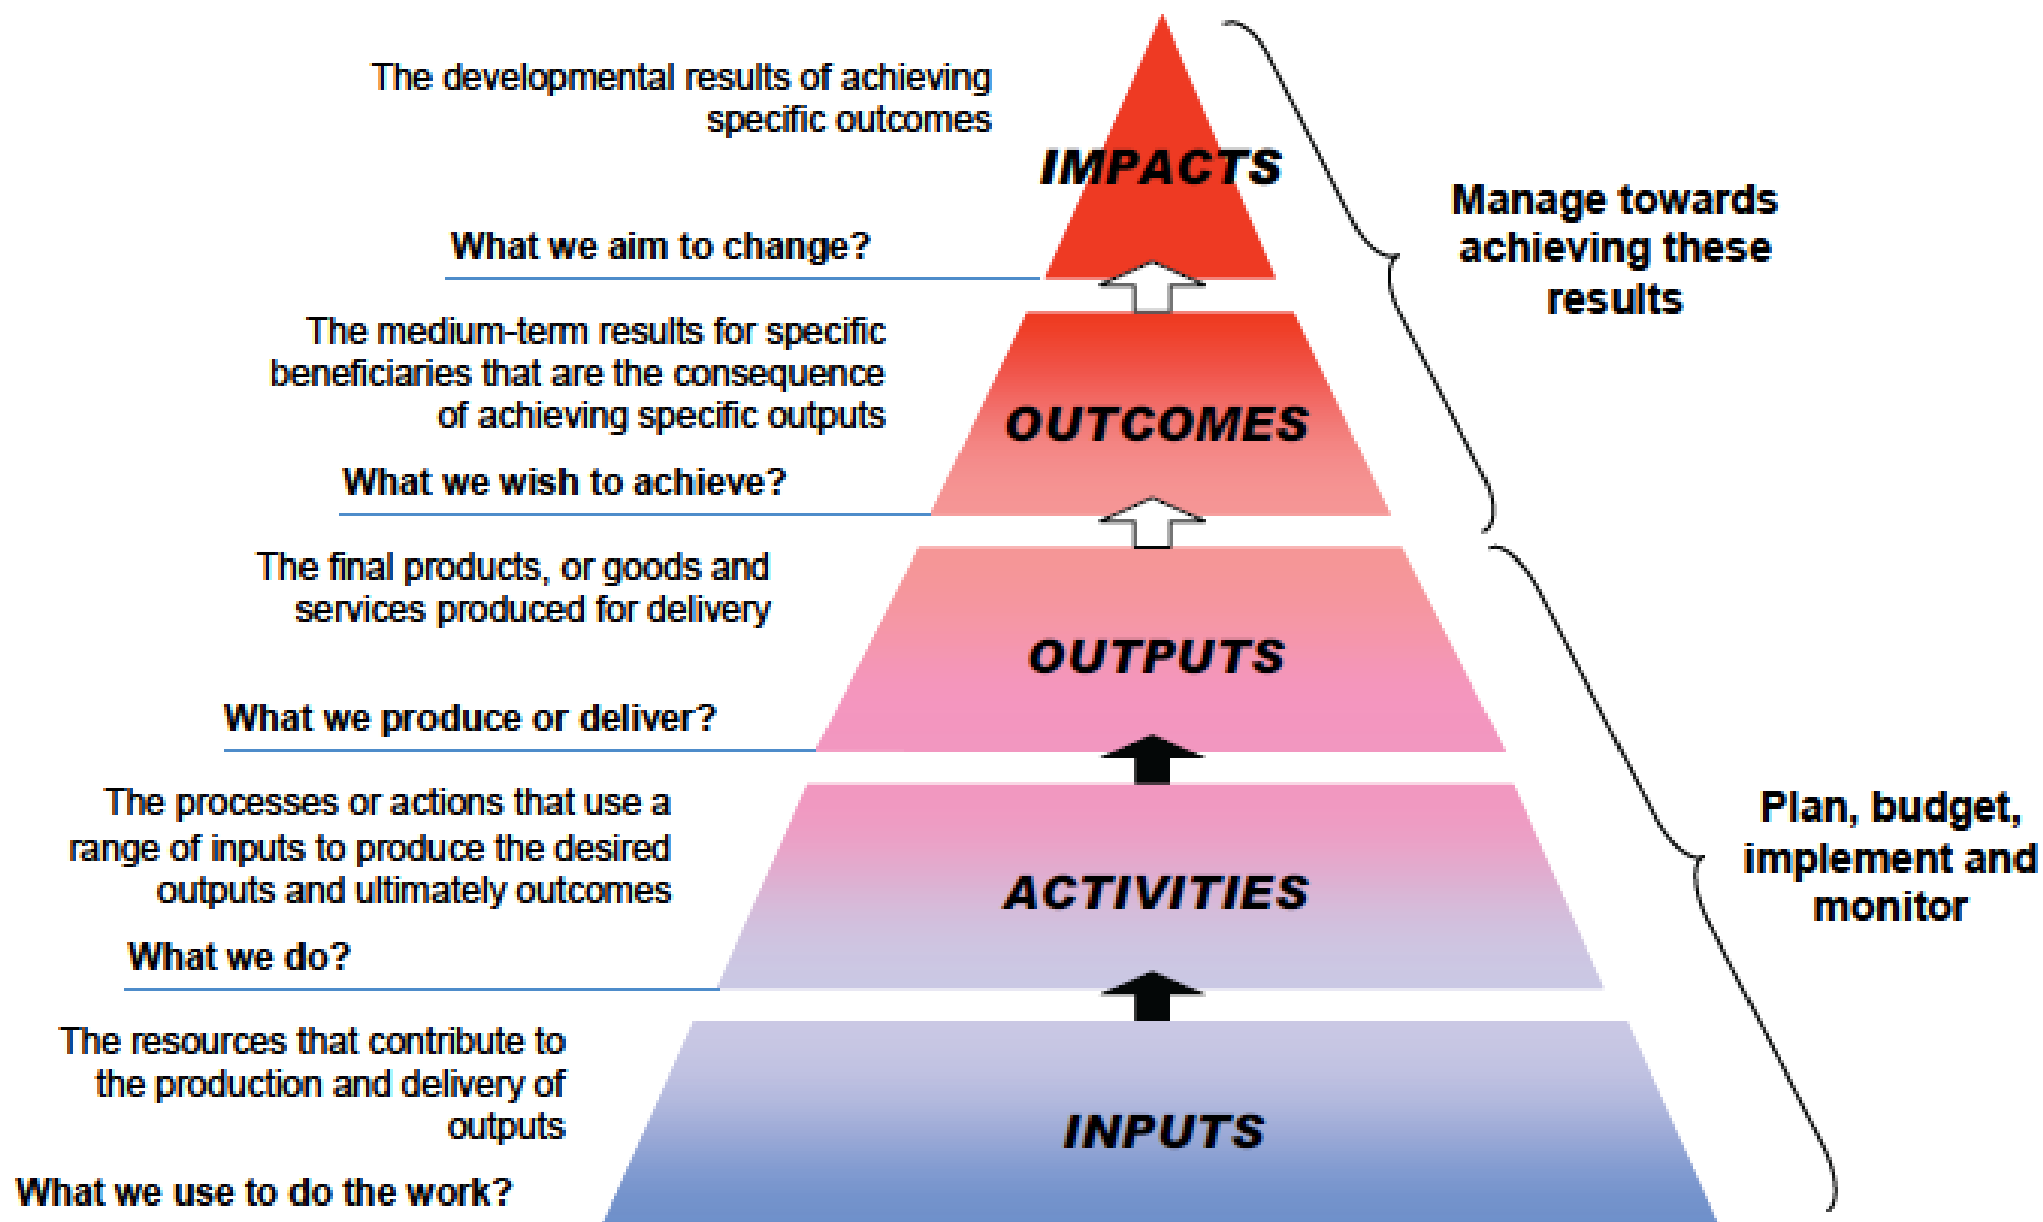 The developmental results of achieving
specific outcomes
IMPACTS
What we aim to change?
Manage towards
achieving these
results
The medium-term results for specific
beneficiaries that are the consequence
of achieving specific outputs
OUTCOMES
What we wish to achieve?
The final products, or goods and
services produced for delivery
OUTPUTS
What we produce or deliver?
The processes or actions that use a
range of inputs to produce the desired
outputs and ultimately outcomes
ACTIVITIES
What we do?
Plan, budget,
implement and
monitor
The resources that contribute to
the production and delivery of
outputs
INPUTS
What we use to do the work?